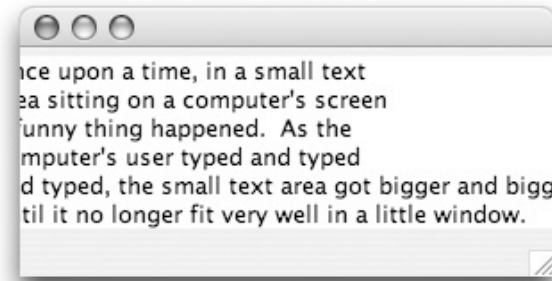 nce upon a time, in a small text
ea sitting on a computer's screen
funny thing happened.  As the
mputer's user typed and typed
d typed, the small text area got bigger and bigg
til it no longer fit very well in a little window.